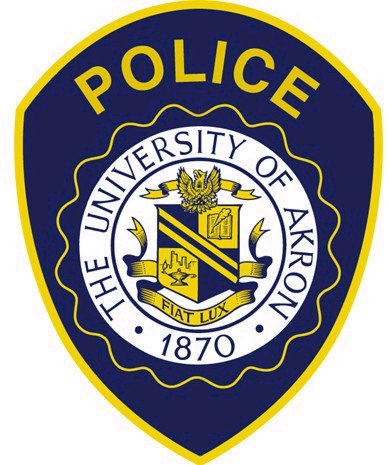 POLICE
THE UNIVERSITY OF AKRON
FIAT LUX
• 1870 •